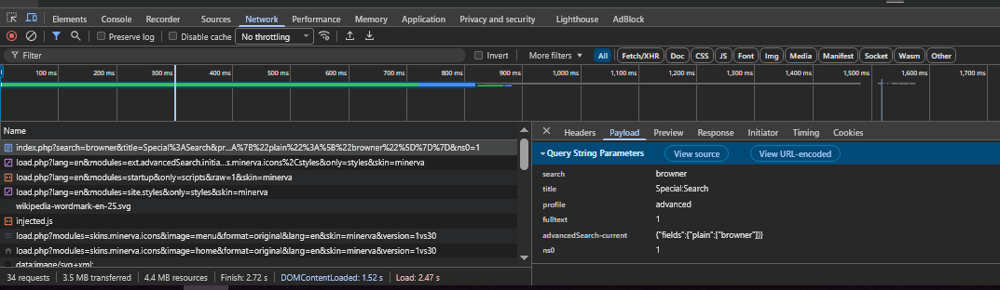 Elements Console Recorder Sources Network Performance Memory Application Privacy and security Lighthouse AdBlock
Preserve log Disable cache No throttling
Filter Invert More filters All Fetch/XHR Doc CSS JS Font Img Media Manifest Socket Wasm Other
100 ms 200 ms 300 ms 400 ms 500 ms 600 ms 700 ms 800 ms 900 ms 1,000 ms 1,100 ms 1,200 ms 1,300 ms 1,400 ms 1,500 ms 1,600 ms 1,700 ms
Name
index.php?search=browner&title=Special%3ASearch&pr...A%7B%22plain%22%3A%5B%22browner%22%5D%7D%7D&ns0=1
load.php?lang=en&modules=ext.advancedSearch.initia...s.minerva.icons%2Cstyles&only=styles&skin=minerva
load.php?lang=en&modules=startup&only=scripts&raw=1&skin=minerva
load.php?lang=en&modules=site.styles&only=styles&skin=minerva
wikipedia-wordmark-en-25.svg
injected.js
load.php?modules=skins.minerva.icons&image=menu&format=original&lang=en&skin=minerva&version=1vs30
load.php?modules=skins.minerva.icons&image=home&format=original&lang=en&skin=minerva&version=1vs30
data:image/svg+xml;
34 requests 3.5 MB transferred 4.4 MB resources Finish: 2.72 s DOMContentLoaded: 1.52 s Load: 2.47 s
Headers Payload Preview Response Initiator Timing Cookies
Query String Parameters View source View URL-encoded
search browner
title Special:Search
profile advanced
fulltext 1
advancedSearch-current {"fields":{"plain":["browner"]}}
ns0 1